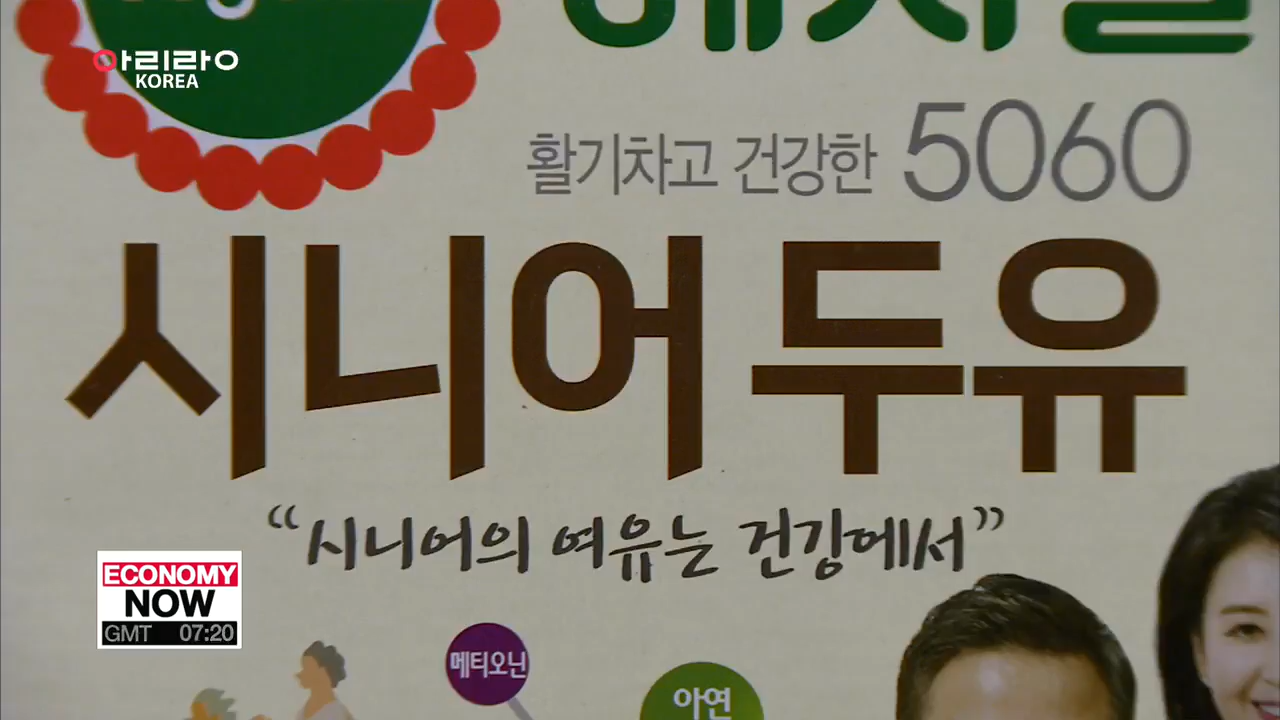 아리랑
KOREA
활기차고 건강한 5060
시니어 두유
“시니어의 여유는 건강에서”
ECONOMY
NOW
GMT 07:20
메티오닌
아연